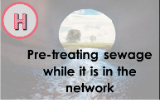 H
Pre-treating sewage
while it is in the
network